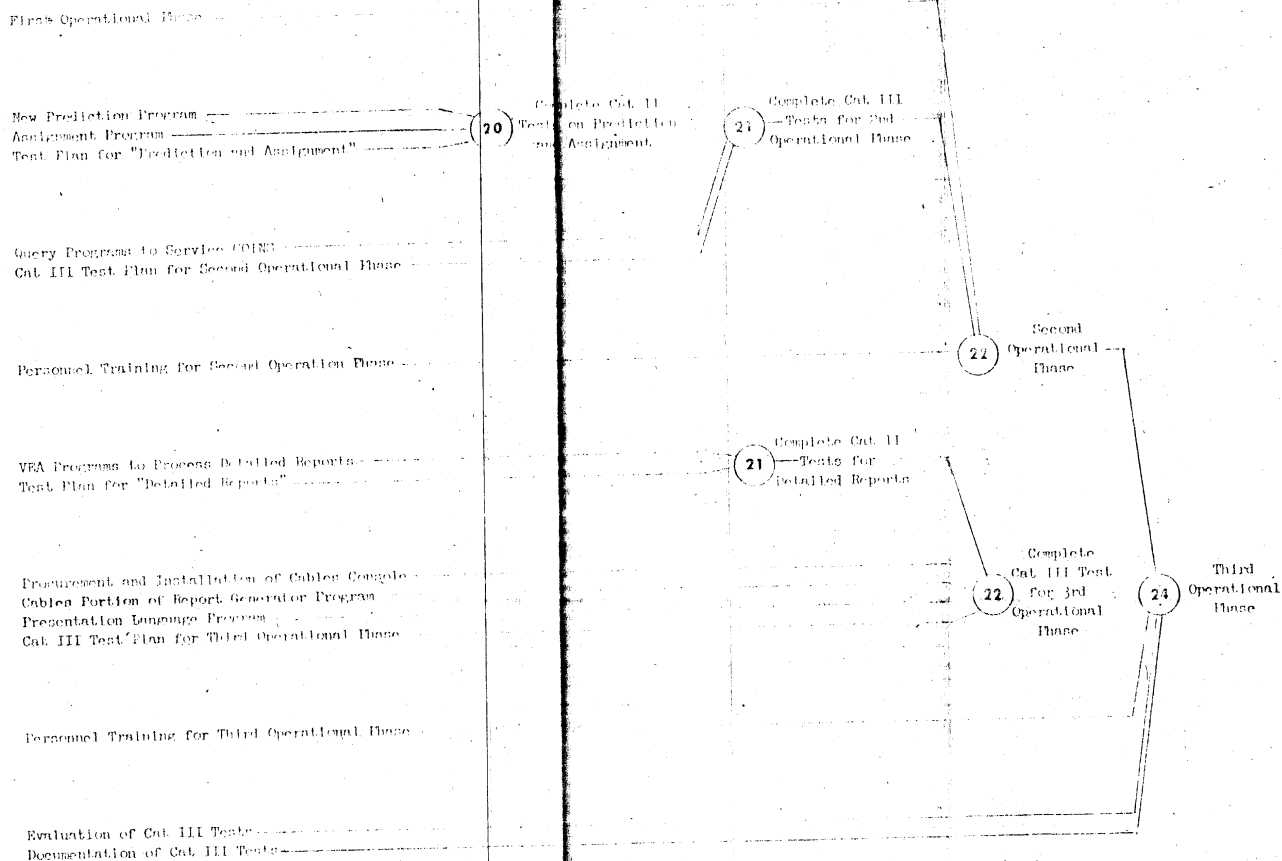 First Operational Phase
New Prediction Program
Assignment Program
Test Plan for "Prediction and Assignment"
20
Complete Cat. II
Tests on Prediction
and Assignment
21
Complete Cat. III
Tests for 2nd
Operational Phase
Query Programs to Service COINS
Cat III Test Plan for Second Operational Phase
Personnel Training for Second Operation Phase
22
Second
Operational
Phase
Programs to Process Detailed Reports
Test Plan for "Detailed Reports"
21
Complete Cat. II
Tests for
Detailed Reports
Procurement and Installation of Cables Console
Cables Portion of Report Generator Program
Presentation Language Program
Cat III Test Plan for Third Operational Phase
22
Complete
Cat III Test
for 3rd
Operational
Phase
24
Third
Operational
Phase
Personnel Training for Third Operational Phase
Evaluation of Cat III Tests
Documentation of Cat III Tests